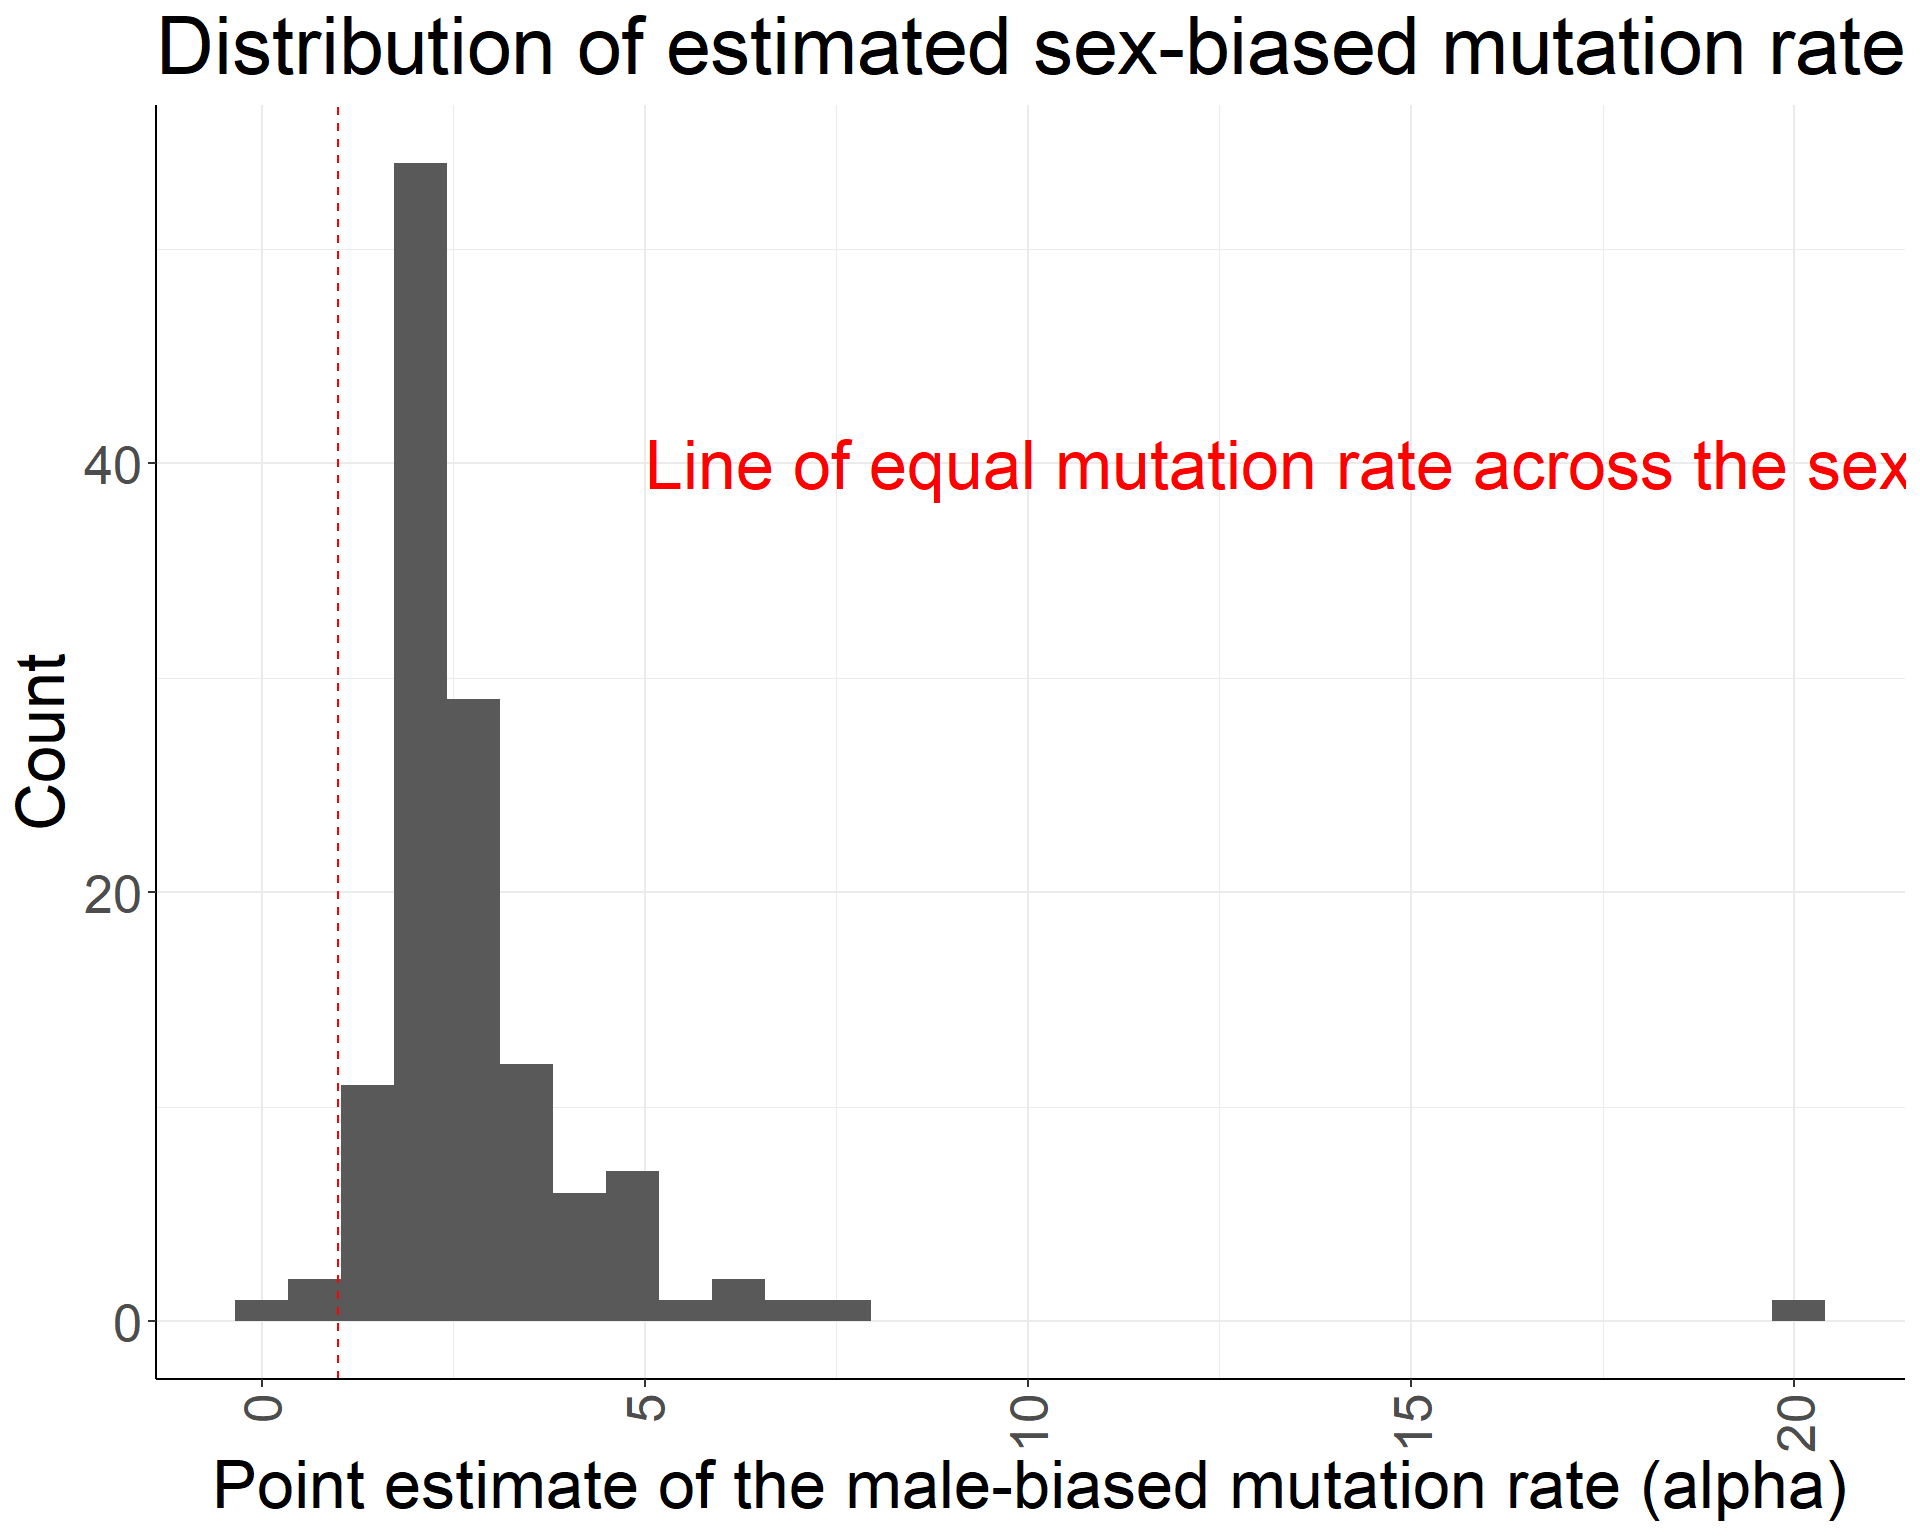 Distribution of estimated sex-biased mutation rate
Line of equal mutation rate across the sex
Count
40
20
0
0
5
10
15
20
Point estimate of the male-biased mutation rate (alpha)